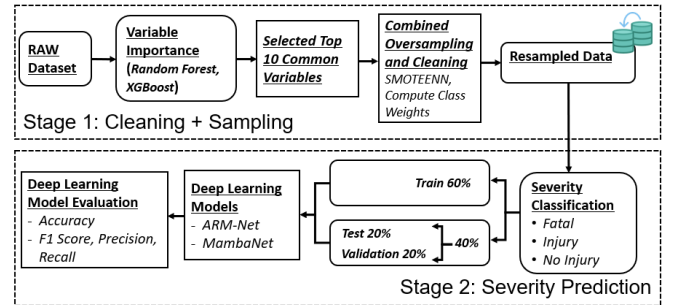 RAW
Dataset
Variable
Importance
(Random Forest,
XGBoost)
Selected Top
10 Common
Variables
Combined
Oversampling
and Cleaning
SMOTEENN,
Compute Class
Weights
Resampled Data
Stage 1: Cleaning + Sampling
Deep Learning
Model Evaluation
- Accuracy
- F1 Score, Precision,
Recall
Deep Learning
Models
- ARM-Net
- MambaNet
Train 60%
Test 20%
Validation 20%
40%
Severity
Classification
• Fatal
• Injury
• No Injury
Stage 2: Severity Prediction